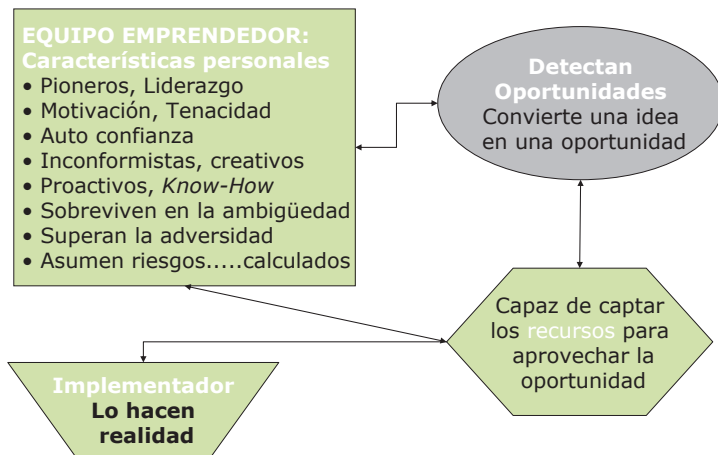 EQUIPO EMPRENDEDOR:
Características personales
• Pioneros, Liderazgo
• Motivación, Tenacidad
• Auto confianza
• Inconformistas, creativos
• Proactivos, Know-How
• Sobreviven en la ambigüedad
• Superan la adversidad
• Asumen riesgos.....calculados
Detectan
Oportunidades
Convierte una idea
en una oportunidad
Capaz de captar
los recursos para
aprovechar la
oportunidad
Implementador
Lo hacen
realidad